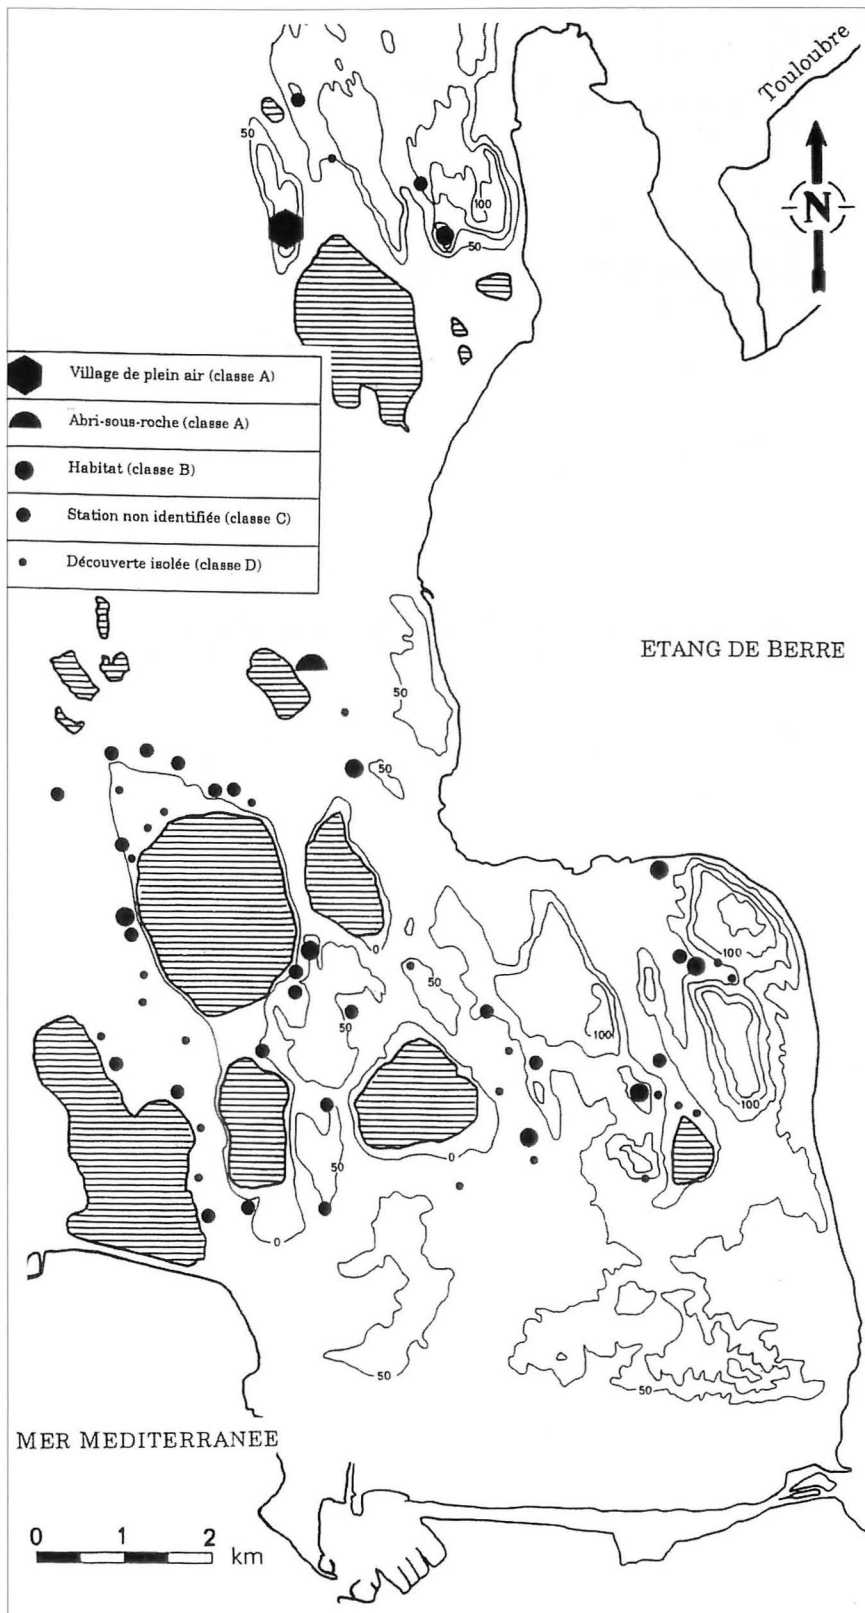 Touloubre
50
100
50
N
Village de plein air (classe A)
Abri-sous-roche (classe A)
Habitat (classe B)
Station non identifiée (classe C)
Découverte isolée (classe D)
ETANG DE BERRE
50
50
100
0
50
50
100
100
0
50
0
50
50
MER MEDITERRANEE
0 1 2
km